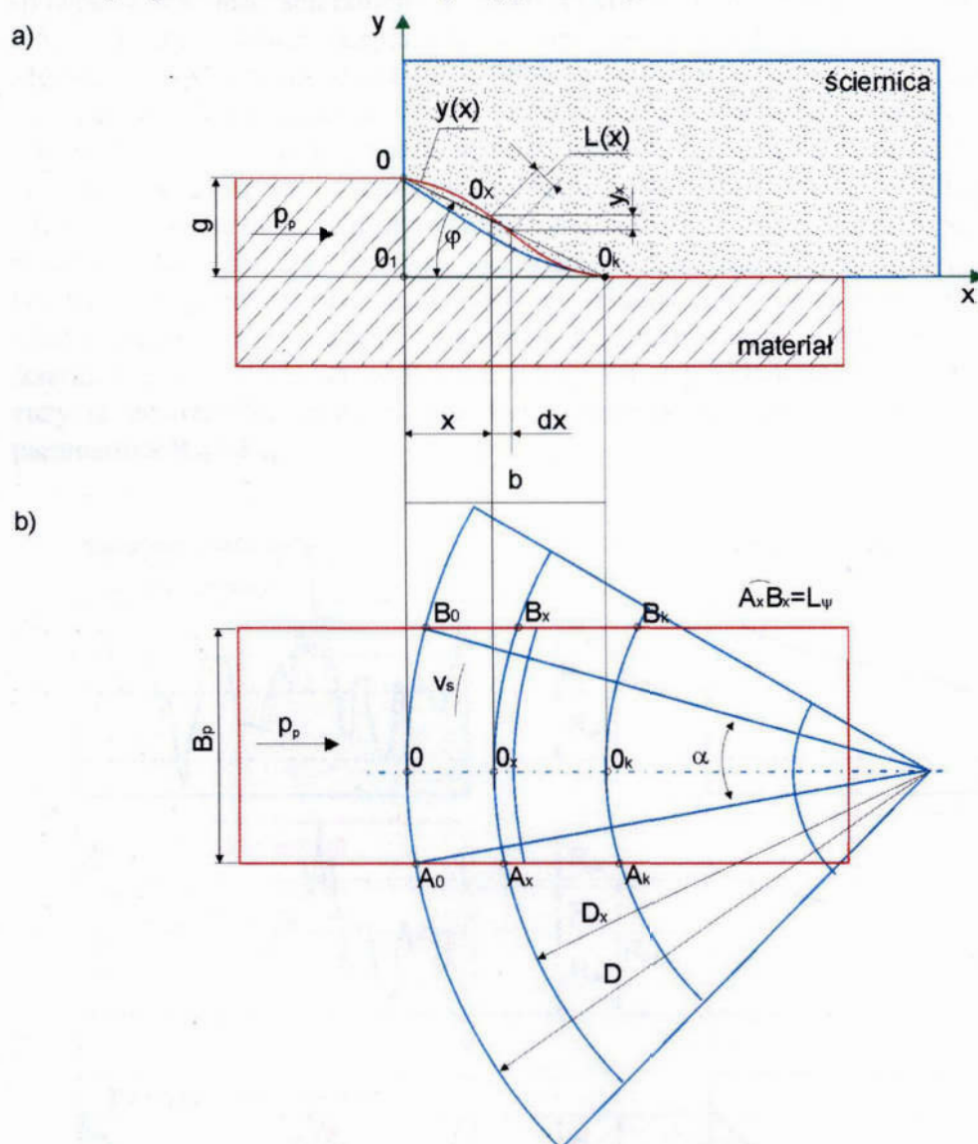 a)
y
ściernica
y(x)
L(x)
0
0x
yx
g
pp
φ
01
0k
x
materiał
x
dx
b
b)
B0
Bx
Bk
AxBx=Lψ
vs
Bp
pp
0
0x
0k
α
A0
Ax
Ak
Dx
D